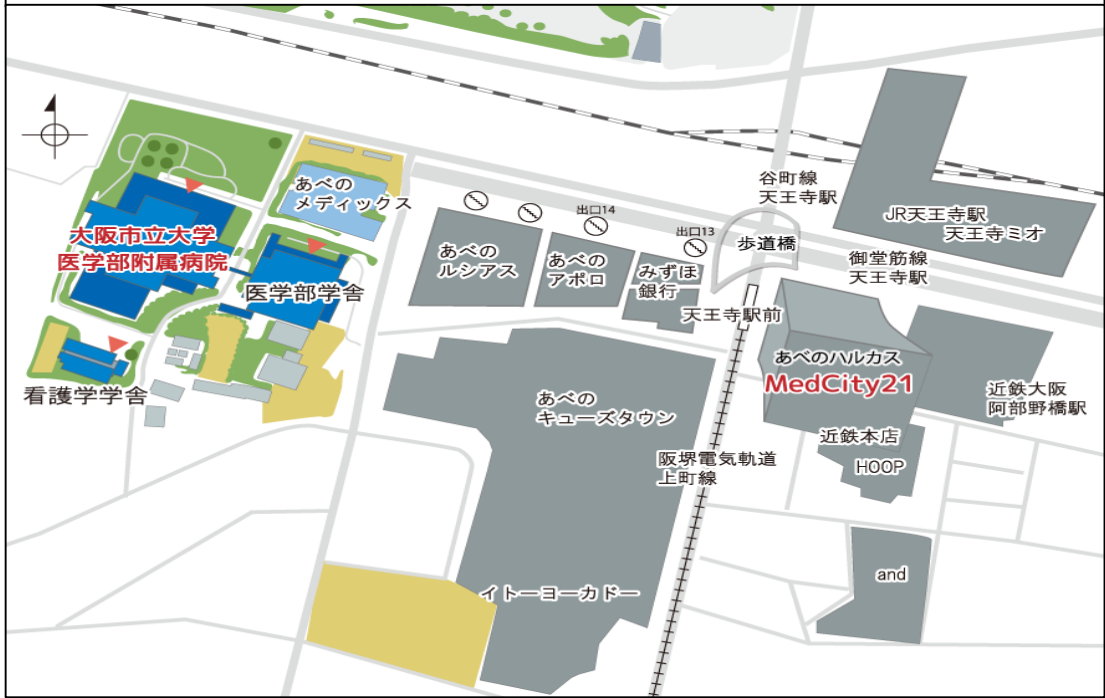 あべの
メディックス
大阪市立大学
医学部附属病院
医学部学舎
看護学学舎
あべの
ルシアス
出口14
あべの
アポロ
出口13
みずほ
銀行
谷町線
天王寺駅
歩道橋
JR天王寺駅
天王寺ミオ
御堂筋線
天王寺駅
天王寺駅前
あべのハルカス
MedCity21
近鉄大阪
阿部野橋駅
近鉄本店
HOOP
あべの
キューズタウン
阪堺電気軌道
上町線
イトーヨーカドー
and